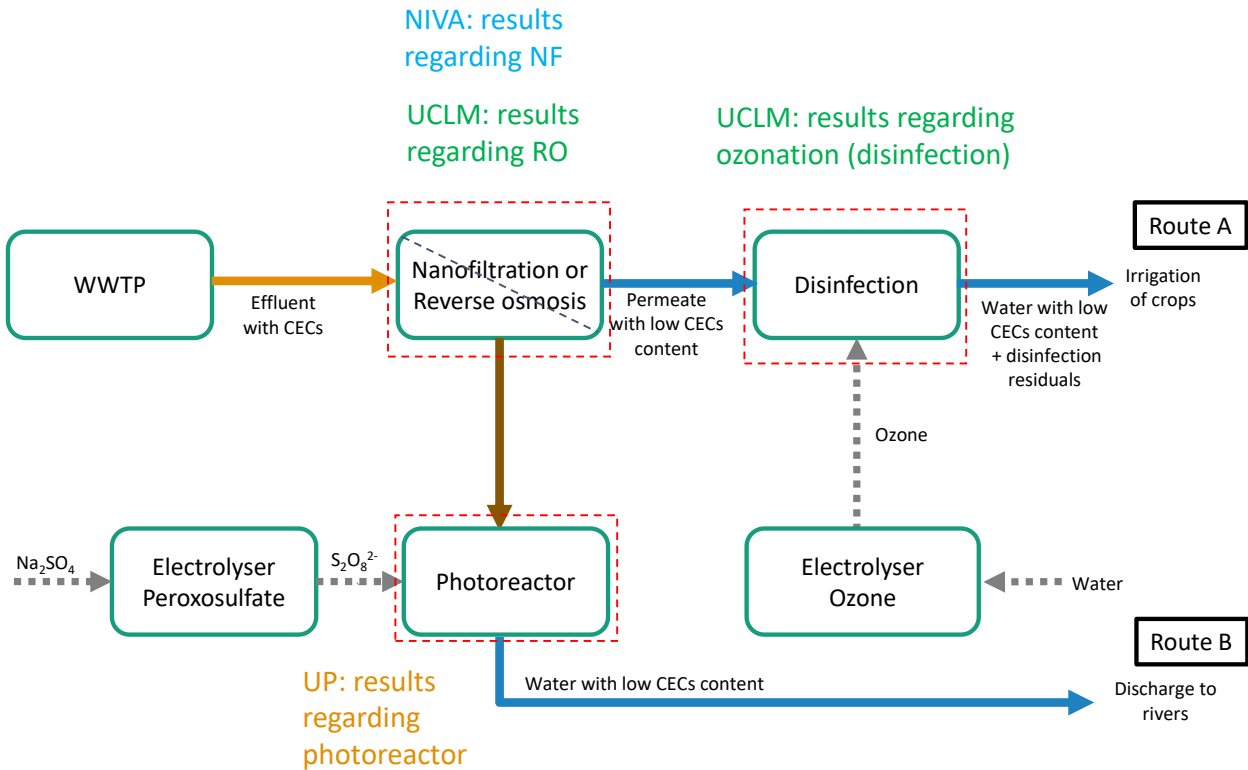 NIVA: results
regarding NF
UCLM: results
regarding RO
UCLM: results regarding
ozonation (disinfection)
Route A
WWTP
Effluent
with CECs
Nanofiltration or
Reverse osmosis
Permeate
with low CECs
content
Disinfection
Water with low
CECs content
+ disinfection
residuals
Irrigation
of crops
Ozone
Na₂SO₄
Electrolyser
Peroxosulfate
S₂O₈²⁻
Photoreactor
Electrolyser
Ozone
Water
Route B
UP: results
regarding
photoreactor
Water with low CECs content
Discharge to
rivers